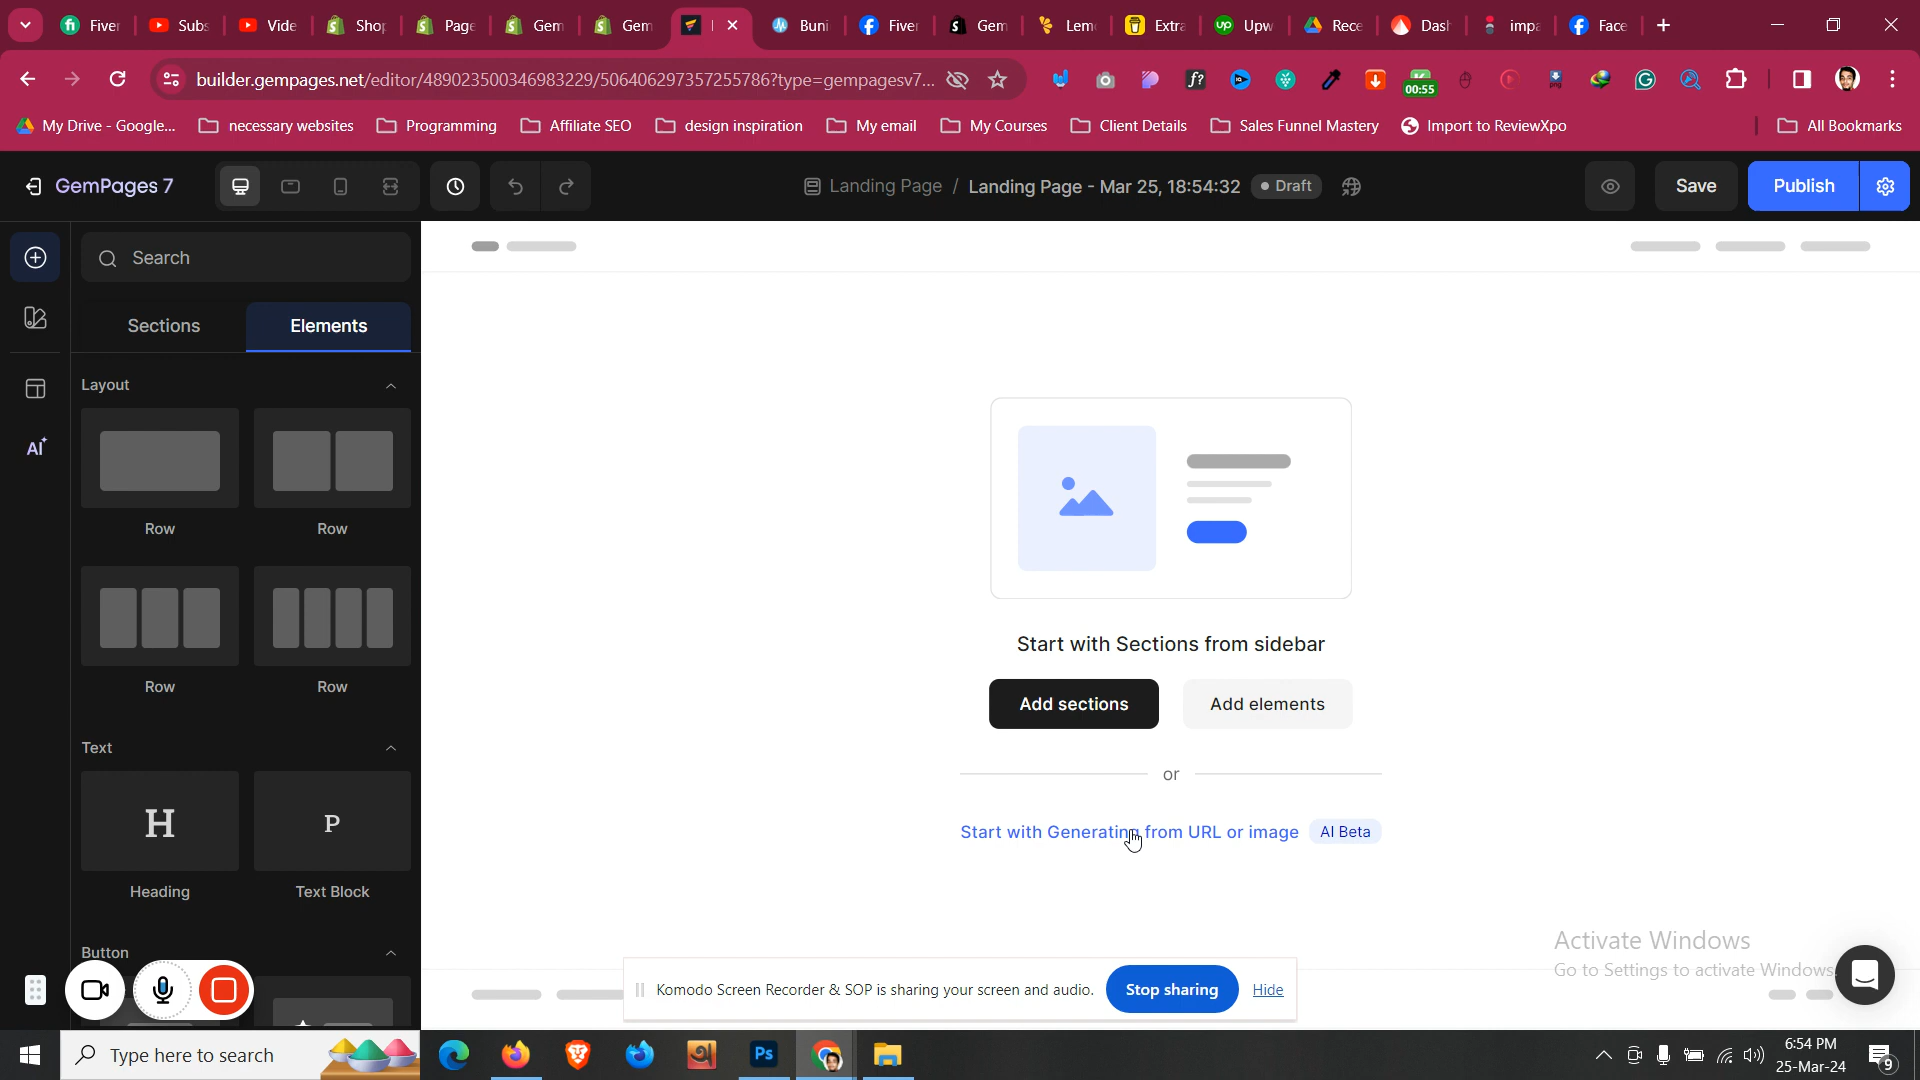 Fiver
Subs
Vide
Shop
Page
Gem
Gem
Buni
Fiver
Gem
Lem
Extra
Upw
Rece
Dash
impa
Face
builder.gempages.net/editor/489023500346983229/506406297357255786?type=gempagesv7...
00:55
My Drive - Google...
necessary websites
Programming
Affiliate SEO
design inspiration
My email
My Courses
Client Details
Sales Funnel Mastery
Import to ReviewXpo
All Bookmarks
GemPages 7
Landing Page / Landing Page - Mar 25, 18:54:32
Draft
Save
Publish
Search
Sections
Elements
AI
Layout
Row
Row
Row
Row
Text
H
P
Heading
Text Block
Button
Start with Sections from sidebar
Add sections
Add elements
or
Start with Generating from URL or image
AI Beta
Activate Windows
Go to Settings to activate Windows.
Komodo Screen Recorder & SOP is sharing your screen and audio.
Stop sharing
Hide
Type here to search
Ps
6:54 PM
25-Mar-24
9